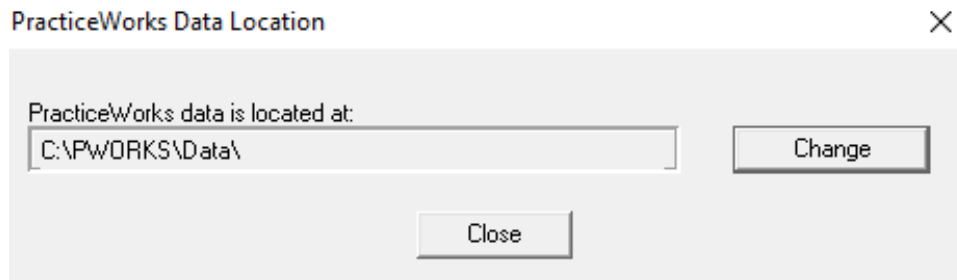 PracticeWorks Data Location
PracticeWorks data is located at:
C:\PWORKS\Data\
Change
Close